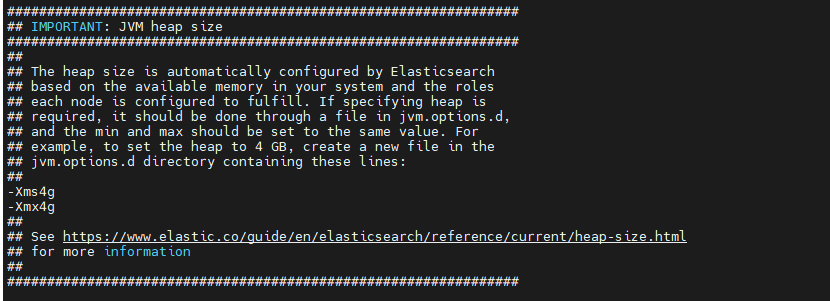 ################################################################
## IMPORTANT: JVM heap size
################################################################
##
## The heap size is automatically configured by Elasticsearch
## based on the available memory in your system and the roles
## each node is configured to fulfill. If specifying heap is
## required, it should be done through a file in jvm.options.d,
## and the min and max should be set to the same value. For
## example, to set the heap to 4 GB, create a new file in the
## jvm.options.d directory containing these lines:
##
-Xms4g
-Xmx4g
##
## See https://www.elastic.co/guide/en/elasticsearch/reference/current/heap-size.html
## for more information
##
################################################################